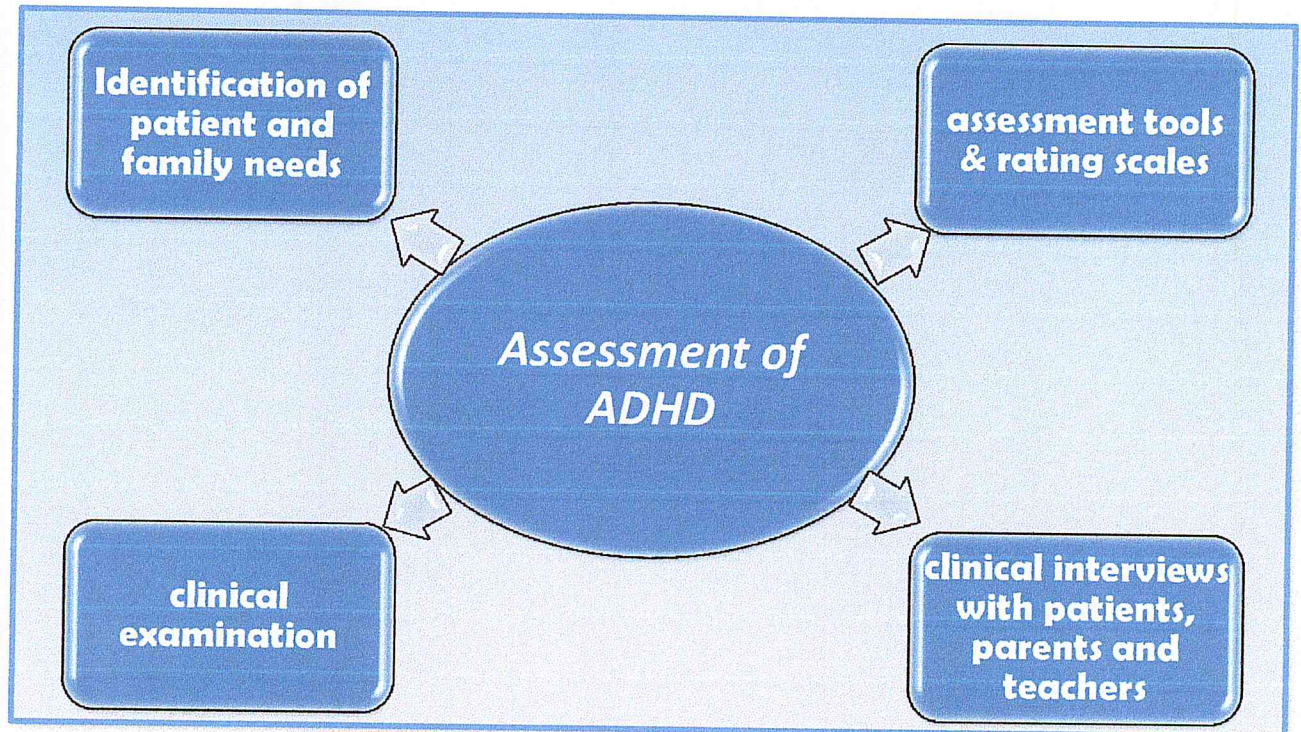 Identification of
patient and
family needs
assessment tools
& rating scales
Assessment of
ADHD
clinical
examination
clinical interviews
with patients,
parents and
teachers